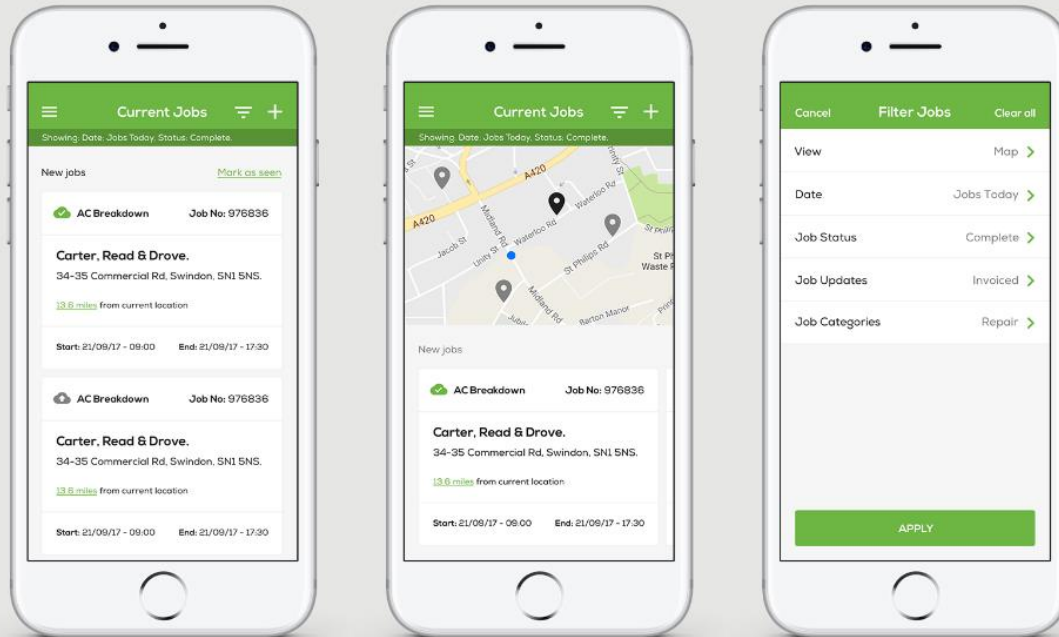 Current Jobs
Showing: Date: Jobs Today, Status: Complete.
New jobs
Mark as seen
AC Breakdown
Job No: 976836
Carter, Read & Drove.
34-35 Commercial Rd, Swindon, SN1 5NS.
13.6 miles from current location
Start: 21/09/17 - 09:00
End: 21/09/17 - 17:30
AC Breakdown
Job No: 976836
Carter, Read & Drove.
34-35 Commercial Rd, Swindon, SN1 5NS.
13.6 miles from current location
Start: 21/09/17 - 09:00
End: 21/09/17 - 17:30
Current Jobs
Showing: Date: Jobs Today, Status: Complete.
A420
A420
Jacob St
Unity St
Midland Rd
Waterloo Rd
Waterloo Rd
St Philips Rd
Midland Rd
Barton Manor
New jobs
AC Breakdown
Job No: 976836
Carter, Read & Drove.
34-35 Commercial Rd, Swindon, SN1 5NS.
13.6 miles from current location
Start: 21/09/17 - 09:00
End: 21/09/17 - 17:30
Cancel
Filter Jobs
Clear all
View
Map
Date
Jobs Today
Job Status
Complete
Job Updates
Invoiced
Job Categories
Repair
APPLY